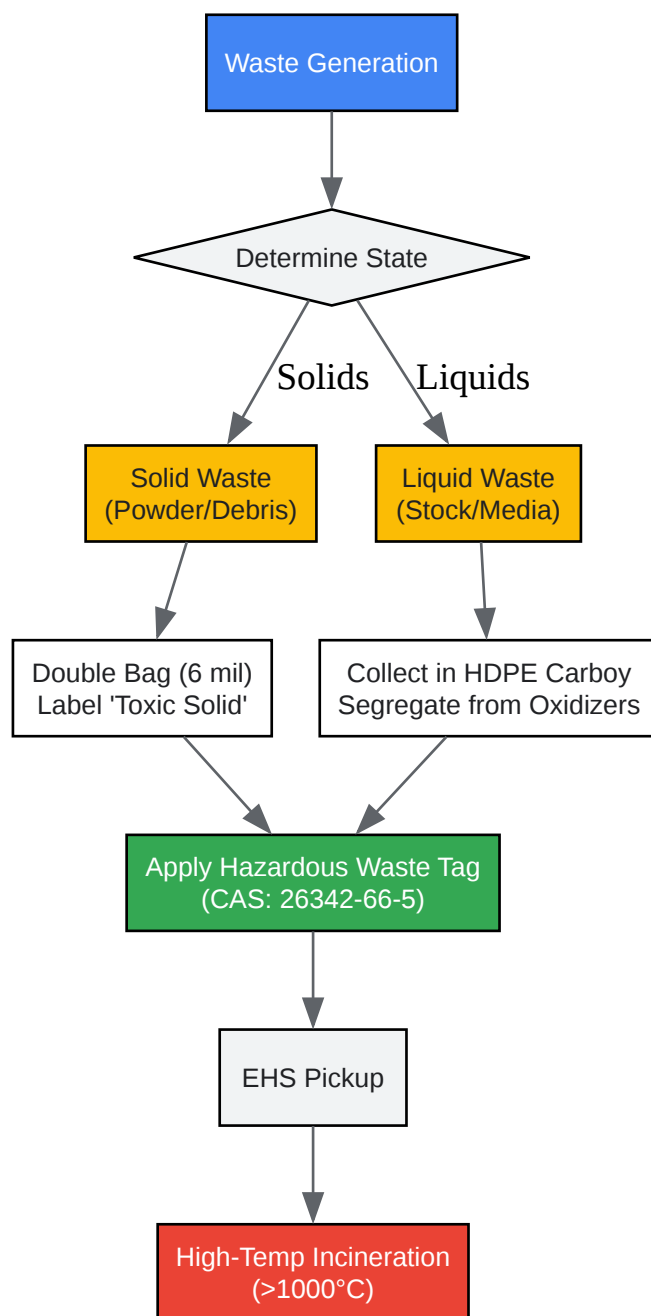 Waste Generation
Determine State
Solids
Liquids
Solid Waste
(Powder/Debris)
Liquid Waste
(Stock/Media)
Double Bag (6 mil)
Label 'Toxic Solid'
Collect in HDPE Carboy
Segregate from Oxidizers
Apply Hazardous Waste Tag
(CAS: 26342-66-5)
EHS Pickup
High-Temp Incineration
(>1000°C)